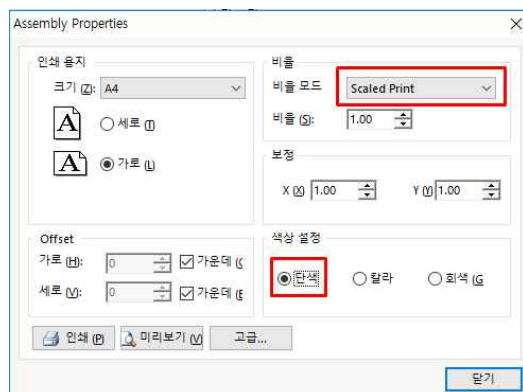 Assembly Properties
인쇄 용지
크기 (Z): A4
A 세로 (T)
A 가로 (L)
비율
비율 모드 Scaled Print
비율 (S): 1.00
보정
X (X) 1.00 Y (Y) 1.00
Offset
가로 (H): 0 가운데 (C
세로 (V): 0 가운데 (E
색상 설정
단색 칼라 회색 (G
인쇄 (P) 미리보기 (V) 고급...
닫기